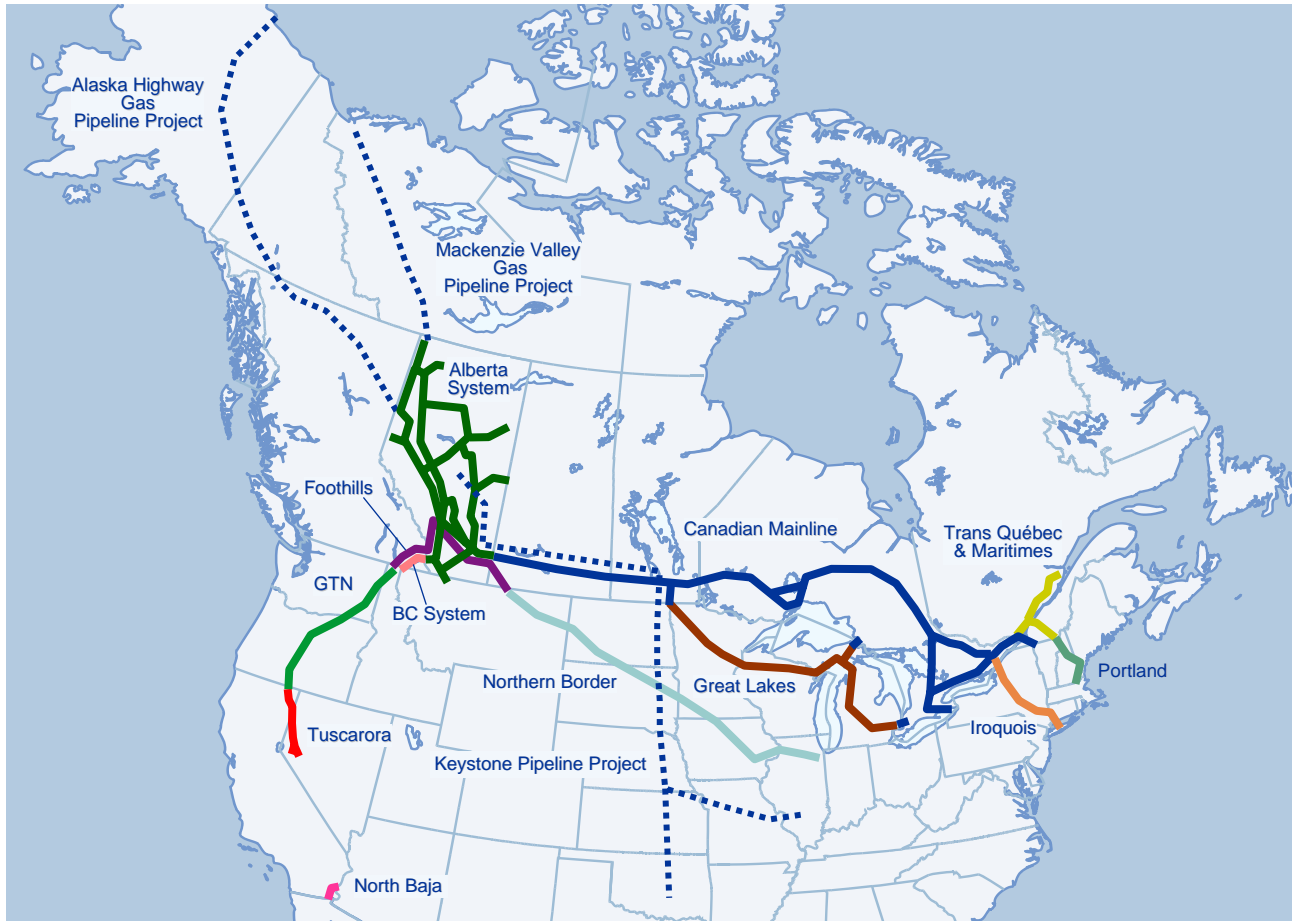 Alaska Highway
Gas
Pipeline Project
Mackenzie Valley
Gas
Pipeline Project
Alberta
System
Foothills
Canadian Mainline
Trans Québec
& Maritimes
GTN
BC System
Northern Border
Great Lakes
Portland
Iroquois
Tuscarora
Keystone Pipeline Project
North Baja